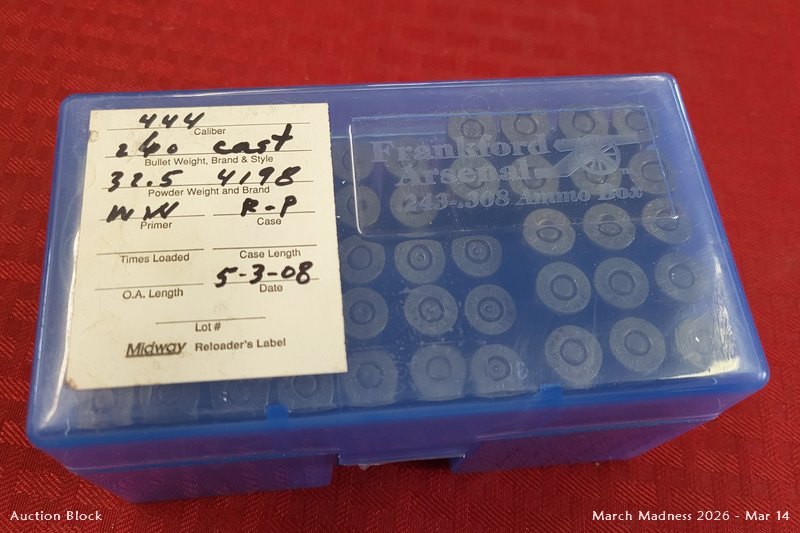 444
Caliber
240 cast
Bullet Weight, Brand & Style
32.5 4198
Powder Weight and Brand
WW R-P
Primer Case
Times Loaded Case Length
5-3-08
O.A. Length Date
Lot #
Midway Reloader's Label
Frankford
Arsenal
243-.308 Ammo Box
Auction Block
March Madness 2026 - Mar 14